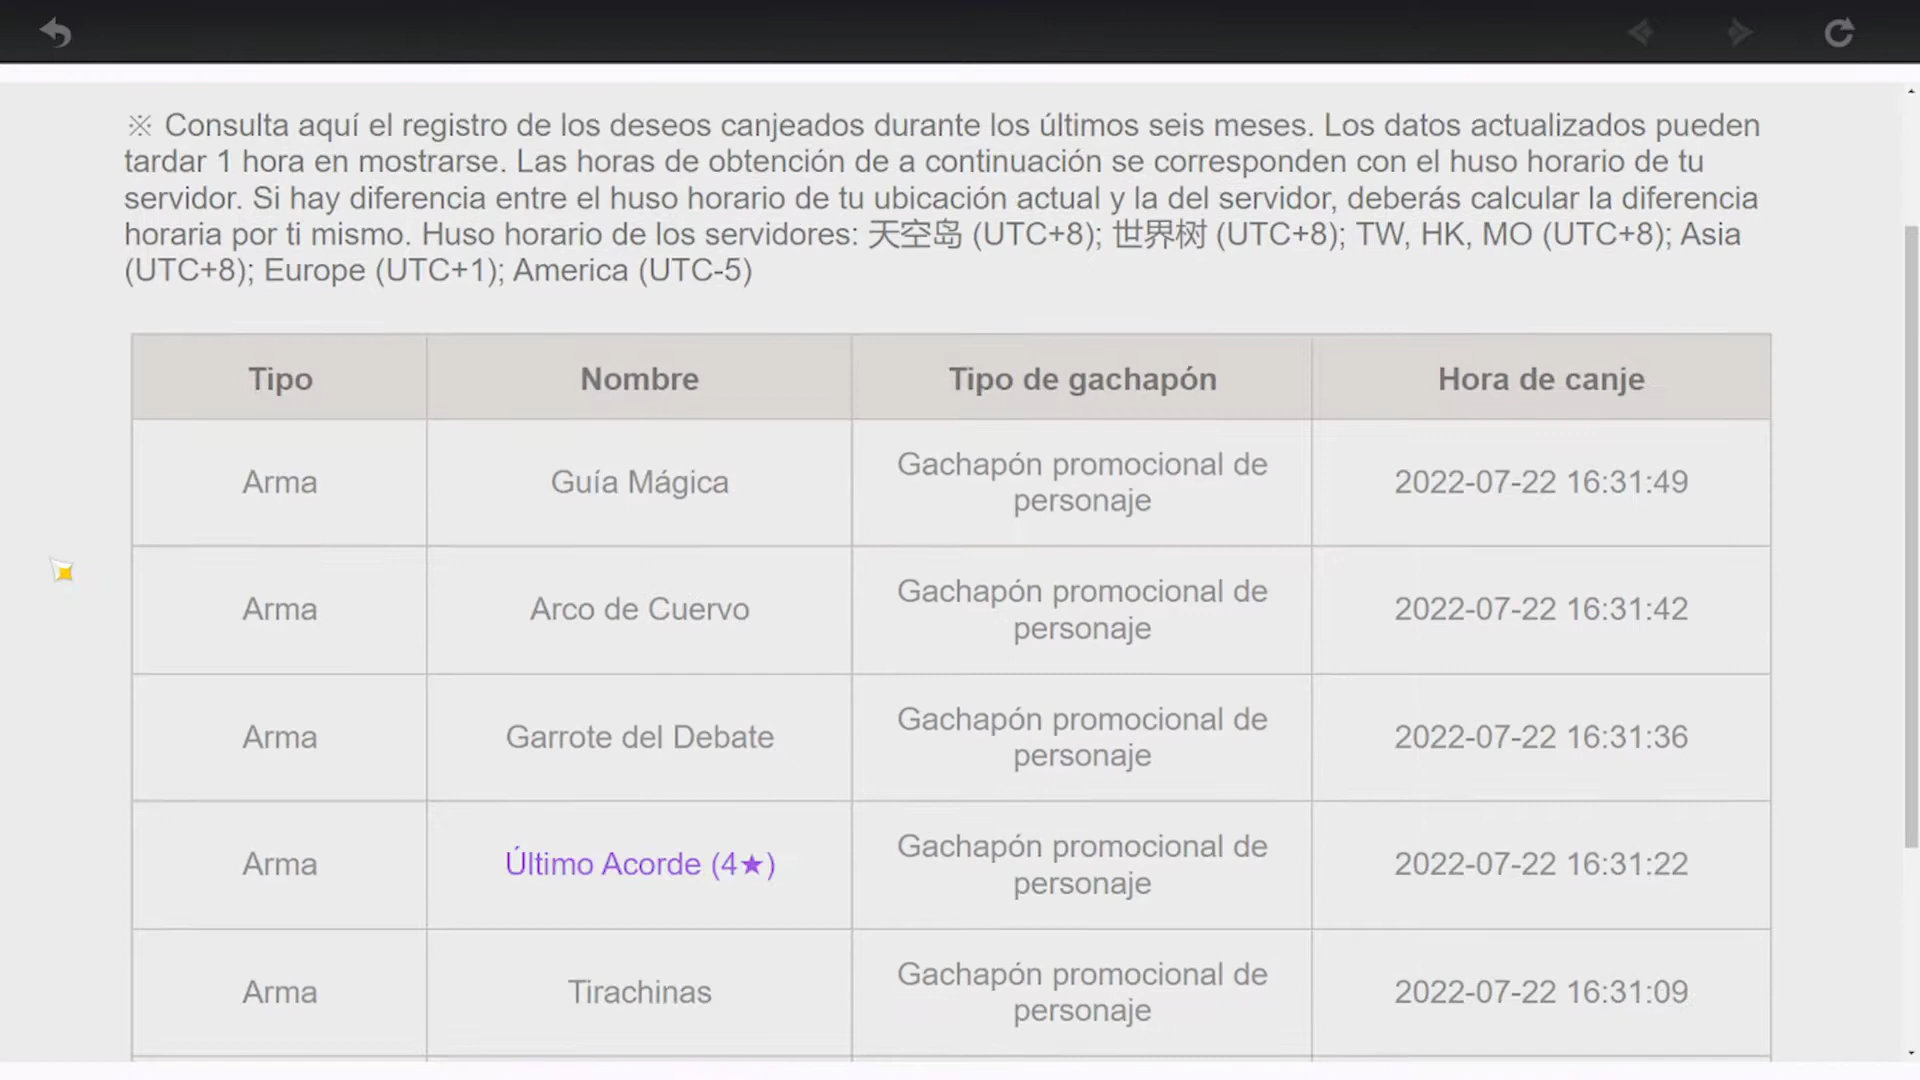 ※ Consulta aquí el registro de los deseos canjeados durante los últimos seis meses. Los datos actualizados pueden
tardar 1 hora en mostrarse. Las horas de obtención de a continuación se corresponden con el huso horario de tu
servidor. Si hay diferencia entre el huso horario de tu ubicación actual y la del servidor, deberás calcular la diferencia
horaria por ti mismo. Huso horario de los servidores: 天空岛 (UTC+8); 世界树 (UTC+8); TW, HK, MO (UTC+8); Asia
(UTC+8); Europe (UTC+1); America (UTC-5)
Tipo Nombre Tipo de gachapón Hora de canje
Arma Guía Mágica Gachapón promocional de personaje 2022-07-22 16:31:49
Arma Arco de Cuervo Gachapón promocional de personaje 2022-07-22 16:31:42
Arma Garrote del Debate Gachapón promocional de personaje 2022-07-22 16:31:36
Arma Último Acorde (4★) Gachapón promocional de personaje 2022-07-22 16:31:22
Arma Tirachinas Gachapón promocional de personaje 2022-07-22 16:31:09